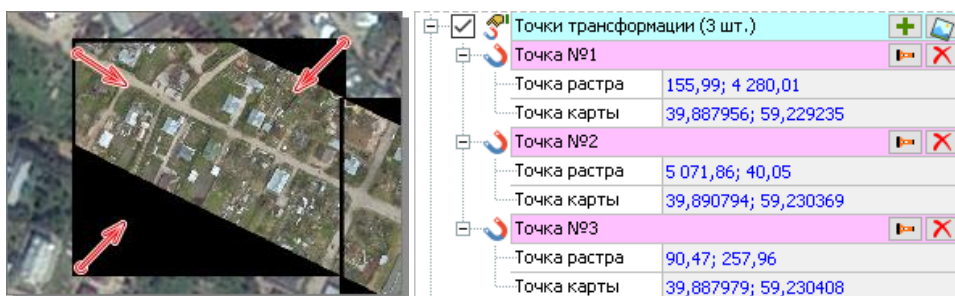 Точки трансформации (3 шт.)
Точка №1
Точка растра 155,99; 4 280,01
Точка карты 39,887956; 59,229235
Точка №2
Точка растра 5 071,86; 40,05
Точка карты 39,890794; 59,230369
Точка №3
Точка растра 90,47; 257,96
Точка карты 39,887979; 59,230408